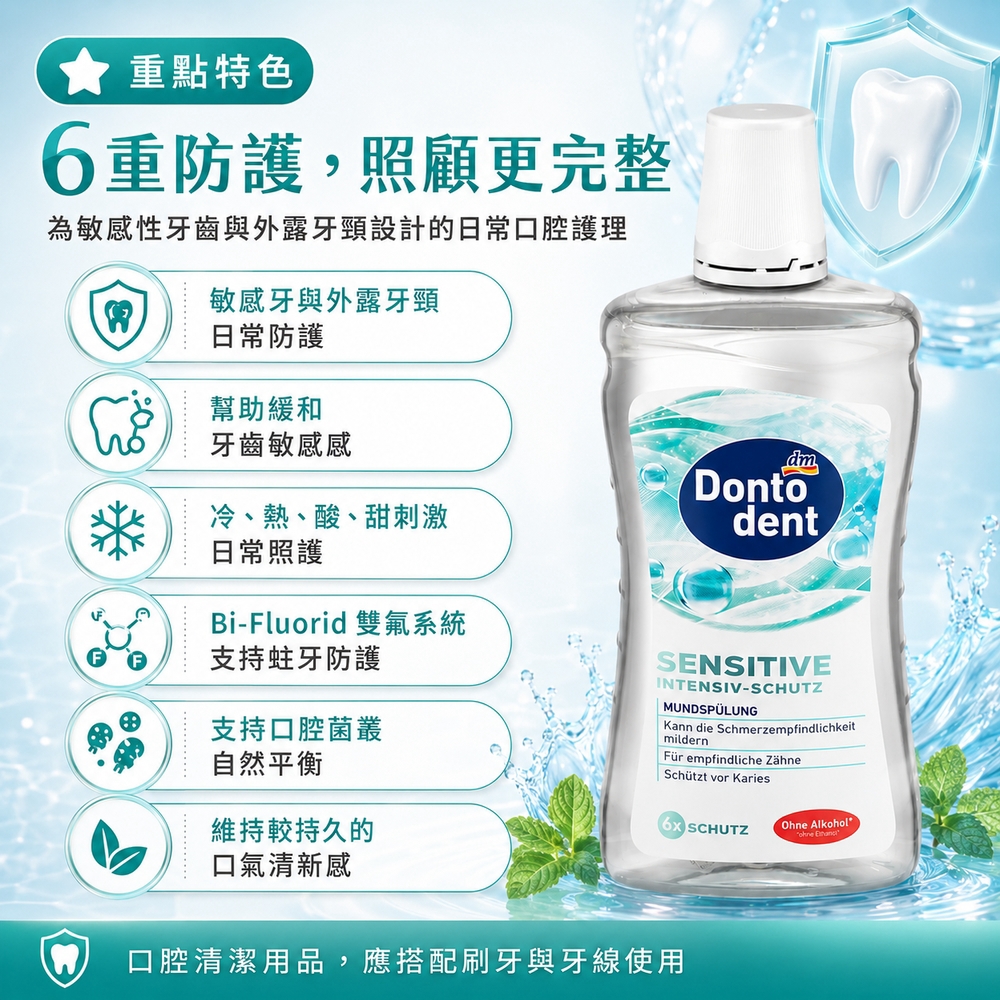 重點特色
6重防護，照顧更完整
為敏感性牙齒與外露牙頸設計的日常口腔護理
敏感牙與外露牙頸
日常防護
幫助緩和
牙齒敏感感
冷、熱、酸、甜刺激
日常照護
Bi-Fluorid 雙氟系統
支持蛀牙防護
F
F
支持口腔菌叢
自然平衡
維持較持久的
口氣清新感
dm
Donto
dent
SENSITIVE
INTENSIV-SCHUTZ
MUNDSPÜLUNG
Kann die Schmerzempfindlichkeit
mildern
Für empfindliche Zähne
Schützt vor Karies
6x SCHUTZ
Ohne Alkohol*
*ohne Ethanol
口腔清潔用品，應搭配刷牙與牙線使用